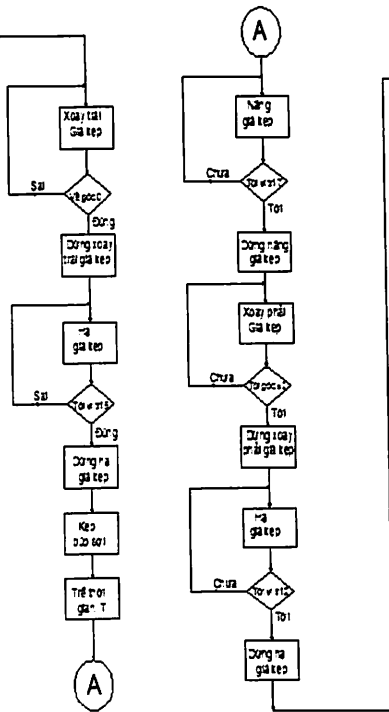 Xoay trái
Giá kẹp
Sai
Về góc 0
Đúng
Dừng xoay
trái giá kẹp
Hạ
giá kẹp
Sai
Đúng
Dừng hạ
giá kẹp
Kẹp
Trễ thời
gian T
A
A
Nâng
giá kẹp
Chưa
Tới
Dừng nâng
giá kẹp
Xoay phải
Giá kẹp
Chưa
Tới
Dừng xoay
phải giá kẹp
Hạ
giá kẹp
Chưa
Tới
Dừng hạ
giá kẹp